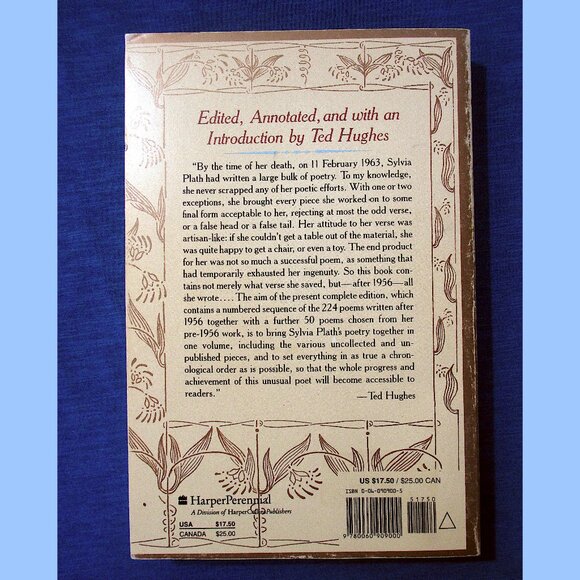 Edited, Annotated, and with an
Introduction by Ted Hughes
“By the time of her death, on 11 February 1963, Sylvia
Plath had written a large bulk of poetry. To my knowledge,
she never scrapped any of her poetic efforts. With one or two
exceptions, she brought every piece she worked on to some
final form acceptable to her, rejecting at most the odd verse,
or a false head or a false tail. Her attitude to her verse was
artisan-like: if she couldn’t get a table out of the material, she
was quite happy to get a chair, or even a toy. The end product
for her was not so much a successful poem, as something that
had temporarily exhausted her ingenuity. So this book con-
tains not merely what verse she saved, but—after 1956—all
she wrote.... The aim of the present complete edition, which
contains a numbered sequence of the 224 poems written after
1956 together with a further 50 poems chosen from her
pre-1956 work, is to bring Sylvia Plath’s poetry together in
one volume, including the various uncollected and un-
published pieces, and to set everything in as true a chron-
ological order as is possible, so that the whole progress and
achievement of this unusual poet will become accessible to
readers.”
—Ted Hughes
US $17.50 / $25.00 CAN
ISBN 0-06-090900-5
51750
HarperPerennial
A Division of HarperCollinsPublishers
USA $17.50
CANADA $25.00
9 780060 909000